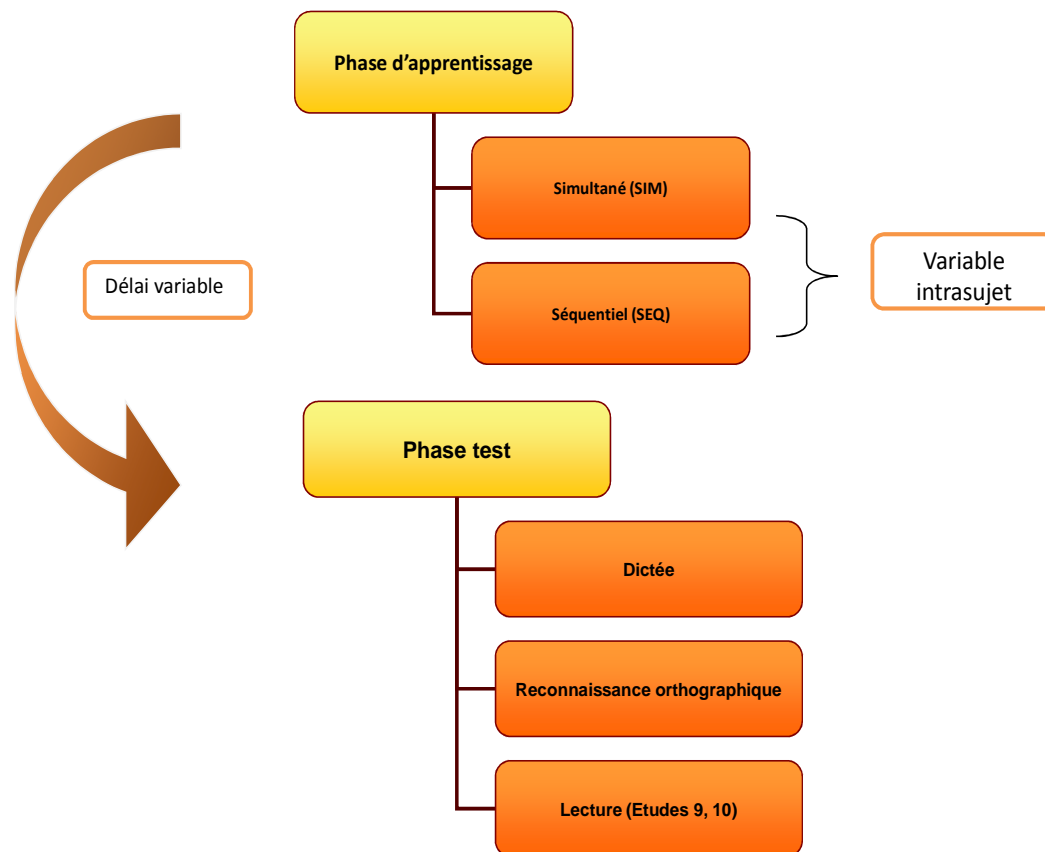 Phase d’apprentissage
Simultané (SIM)
Délai variable
Variable
intrasujet
Séquentiel (SEQ)
Phase test
Dictée
Reconnaissance orthographique
Lecture (Etudes 9, 10)